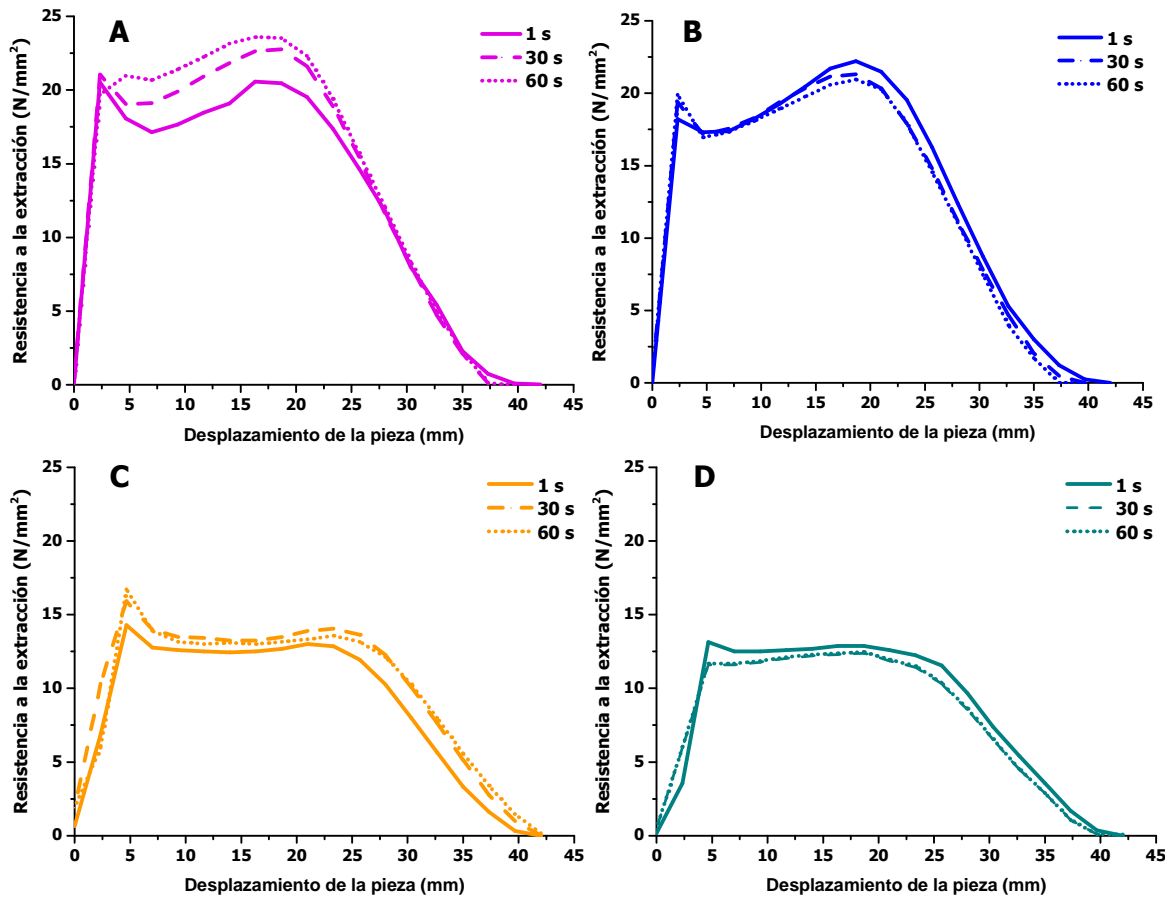 A
1 s
30 s
60 s
Resistencia a la extracción (N/mm²)
25
20
15
10
5
0
0 5 10 15 20 25 30 35 40 45
Desplazamiento de la pieza (mm)
B
1 s
30 s
60 s
Resistencia a la extracción (N/mm²)
25
20
15
10
5
0
0 5 10 15 20 25 30 35 40 45
Desplazamiento de la pieza (mm)
C
1 s
30 s
60 s
Resistencia a la extracción (N/mm²)
25
20
15
10
5
0
0 5 10 15 20 25 30 35 40 45
Desplazamiento de la pieza (mm)
D
1 s
30 s
60 s
Resistencia a la extracción (N/mm²)
25
20
15
10
5
0
0 5 10 15 20 25 30 35 40 45
Desplazamiento de la pieza (mm)